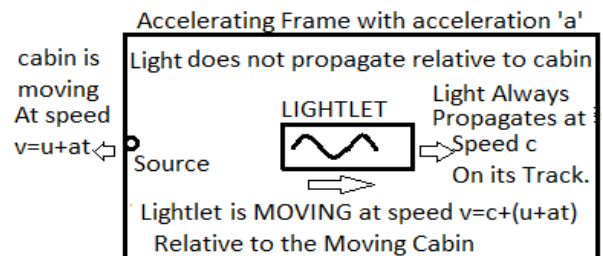 Accelerating Frame with acceleration 'a'
cabin is
moving
At speed
v=u+at
Light does not propagate relative to cabin
LIGHTLET
Light Always
Propagates at
Speed c
On its Track.
Source
Lightlet is MOVING at speed v=c+(u+at)
Relative to the Moving Cabin